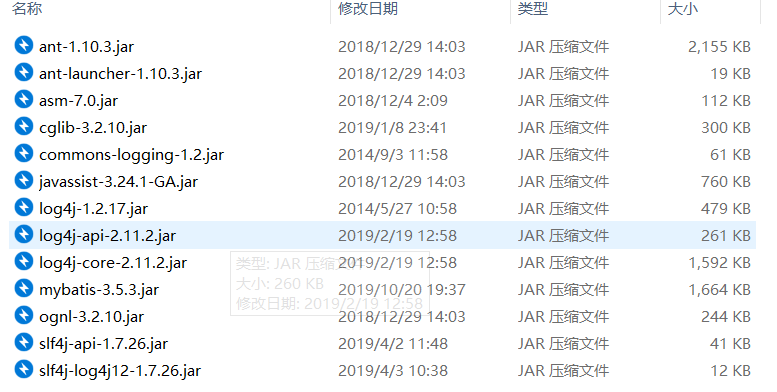 名称 修改日期 类型 大小
ant-1.10.3.jar 2018/12/29 14:03 JAR 压缩文件 2,155 KB
ant-launcher-1.10.3.jar 2018/12/29 14:03 JAR 压缩文件 19 KB
asm-7.0.jar 2018/12/4 2:09 JAR 压缩文件 112 KB
cglib-3.2.10.jar 2019/1/8 23:41 JAR 压缩文件 300 KB
commons-logging-1.2.jar 2014/9/3 11:58 JAR 压缩文件 61 KB
javassist-3.24.1-GA.jar 2018/12/29 14:03 JAR 压缩文件 760 KB
log4j-1.2.17.jar 2014/5/27 10:58 JAR 压缩文件 479 KB
log4j-api-2.11.2.jar 2019/2/19 12:58 JAR 压缩文件 261 KB
log4j-core-2.11.2.jar 2019/2/19 12:58 JAR 压缩文件 1,592 KB
类型: JAR 压缩文件
大小: 260 KB
修改日期: 2019/2/19 12:58
mybatis-3.5.3.jar 2019/10/20 19:37 JAR 压缩文件 1,664 KB
ognl-3.2.10.jar 2018/12/29 14:03 JAR 压缩文件 244 KB
slf4j-api-1.7.26.jar 2019/4/2 11:48 JAR 压缩文件 41 KB
slf4j-log4j12-1.7.26.jar 2019/4/3 10:38 JAR 压缩文件 12 KB